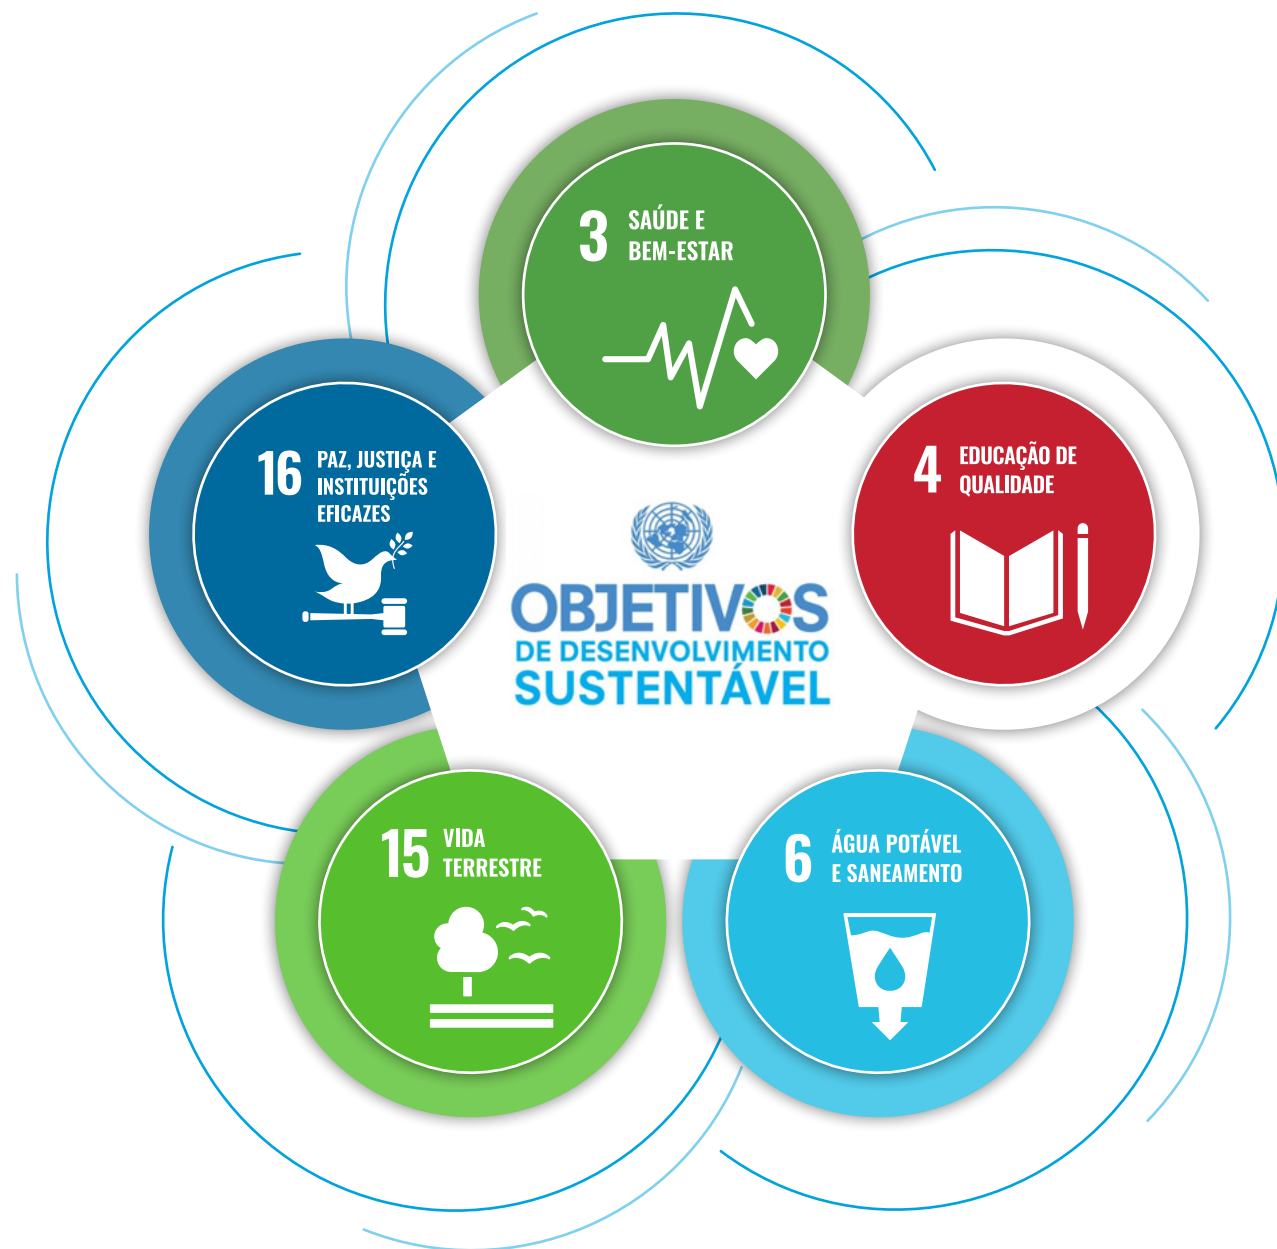 3
SAÚDE E
BEM-ESTAR
4
EDUCAÇÃO DE
QUALIDADE
16
PAZ, JUSTIÇA E
INSTITUIÇÕES
EFICAZES
OBJETIVOS
DE DESENVOLVIMENTO
SUSTENTÁVEL
15
VIDA
TERRESTRE
6
ÁGUA POTÁVEL
E SANEAMENTO